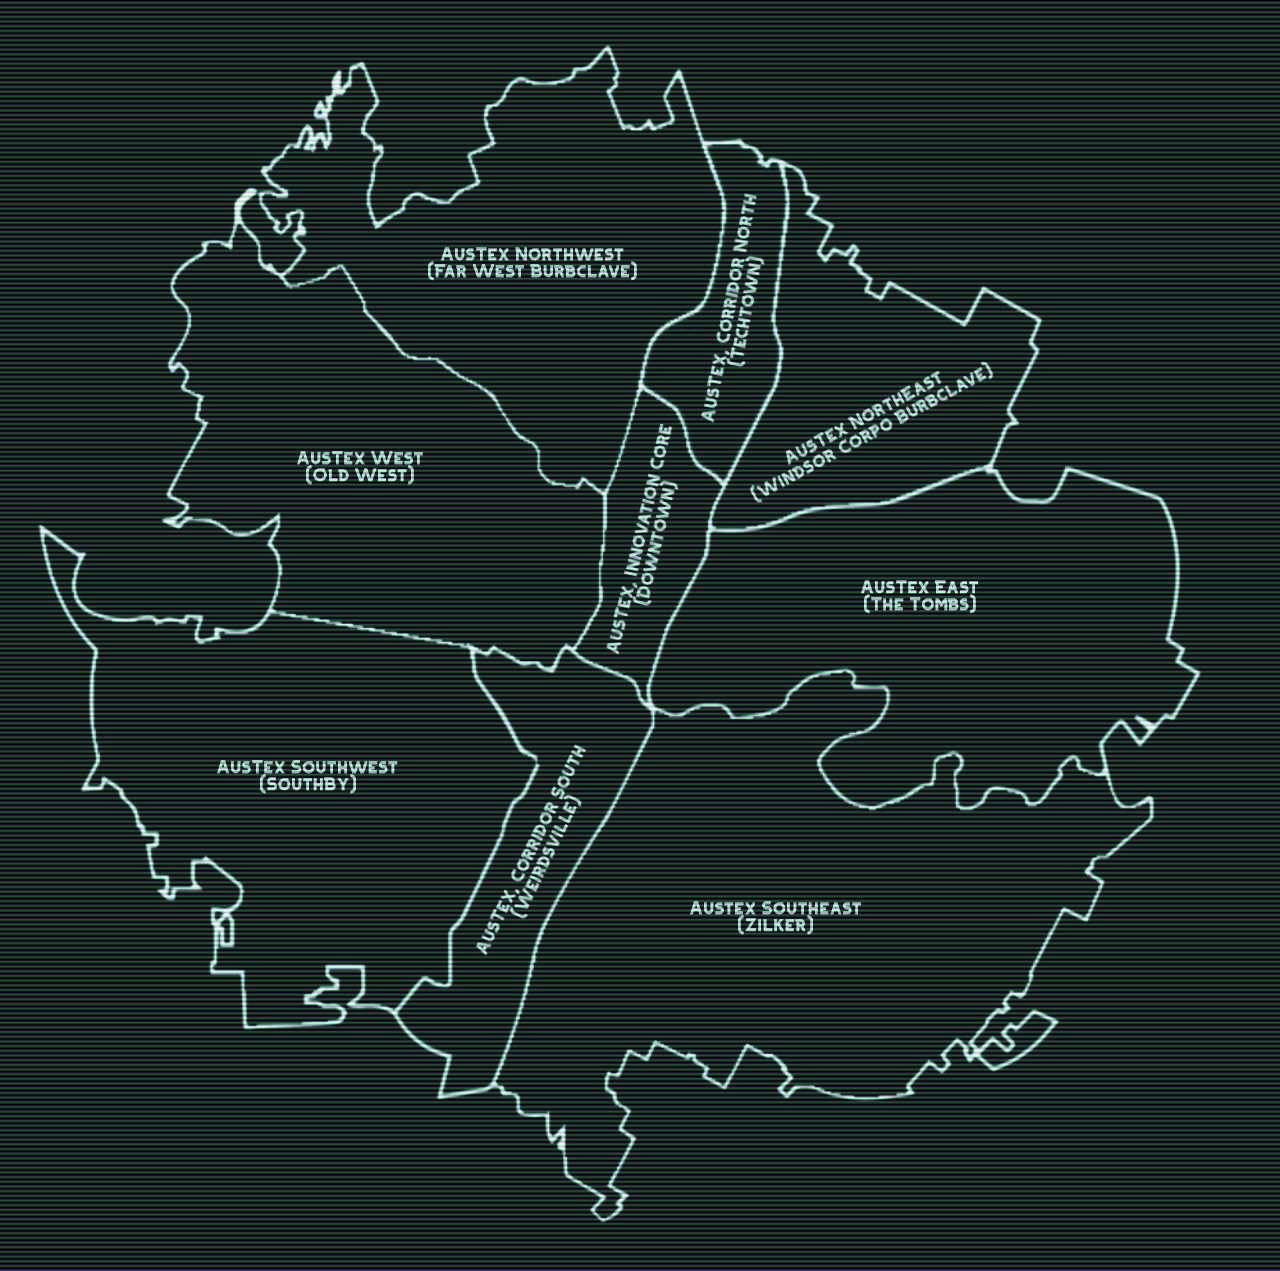 AusTex Northwest
(Far West Burbclave)
AusTex, Corridor North
(Techtown)
AusTex Northeast
(Windsor Corpo Burbclave)
AusTex West
(Old West)
AusTex, Innovation Core
(Downtown)
AusTex East
(The Tombs)
AusTex Southwest
(Southby)
AusTex, Corridor South
(Weirdsville)
AusTex Southeast
(Zilker)